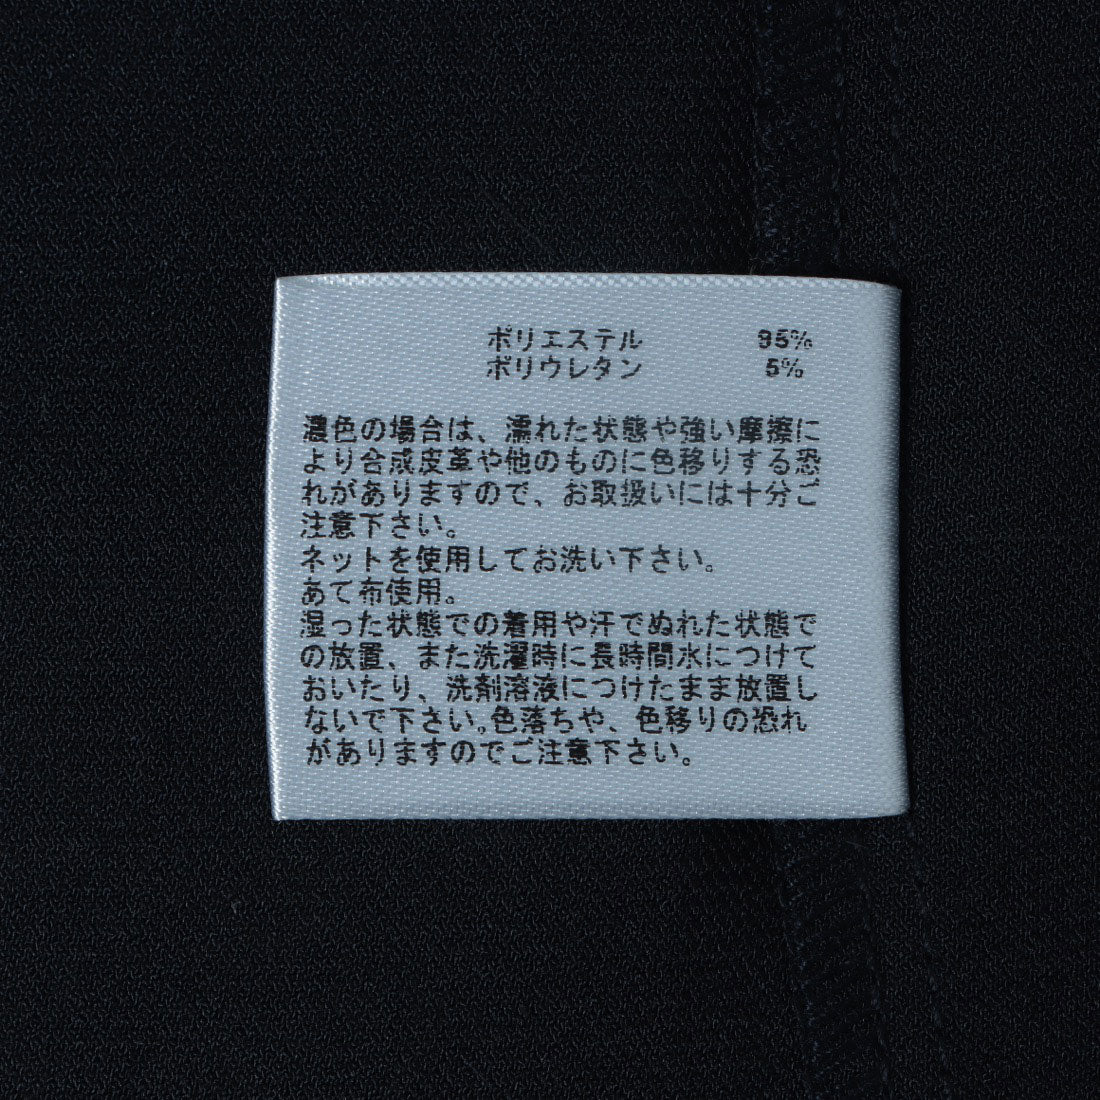 ポリエステル 95%
ポリウレタン 5%
濃色の場合は、濡れた状態や強い摩擦に
より合成皮革や他のものに色移りする恐
れがありますので、お取扱いには十分ご
注意下さい。
ネットを使用してお洗い下さい。
あて布使用。
湿った状態での着用や汗でぬれた状態で
の放置、また洗濯時に長時間水につけて
おいたり、洗剤溶液につけたまま放置し
ないで下さい。色落ちや、色移りの恐れ
がありますのでご注意下さい。